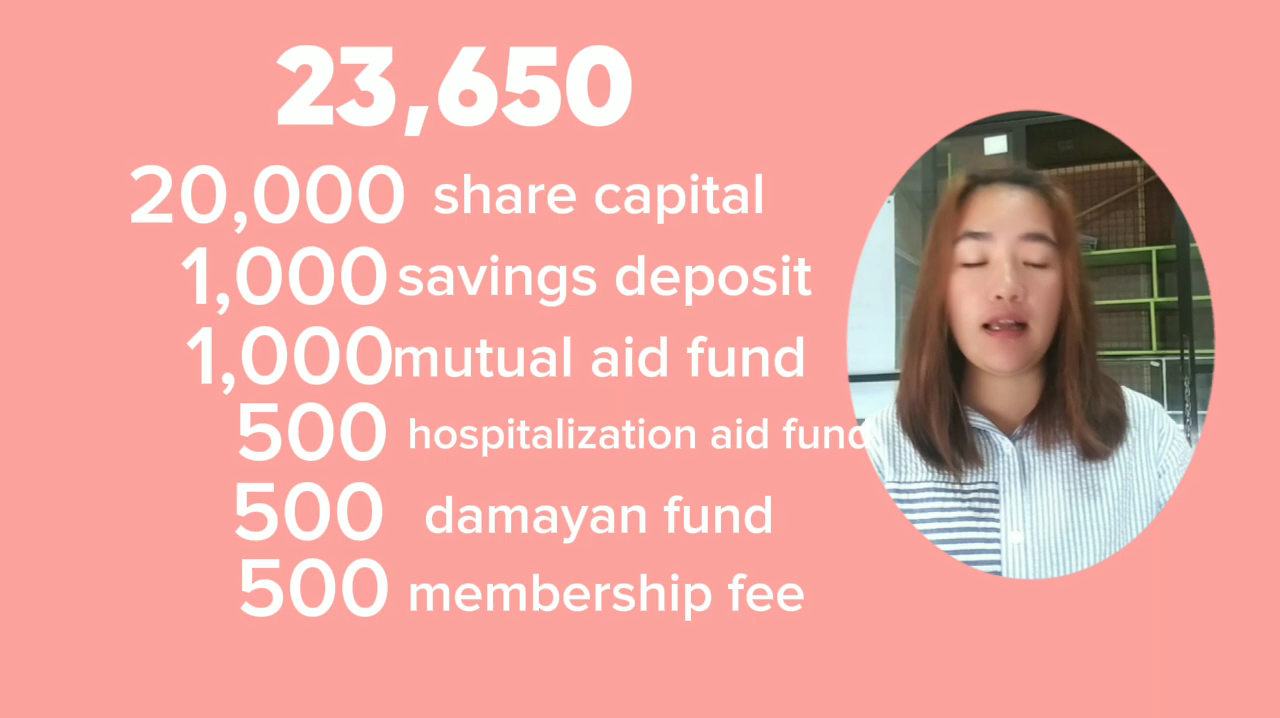 23,650
20,000 share capital
1,000 savings deposit
1,000 mutual aid fund
500 hospitalization aid fund
500 damayan fund
500 membership fee